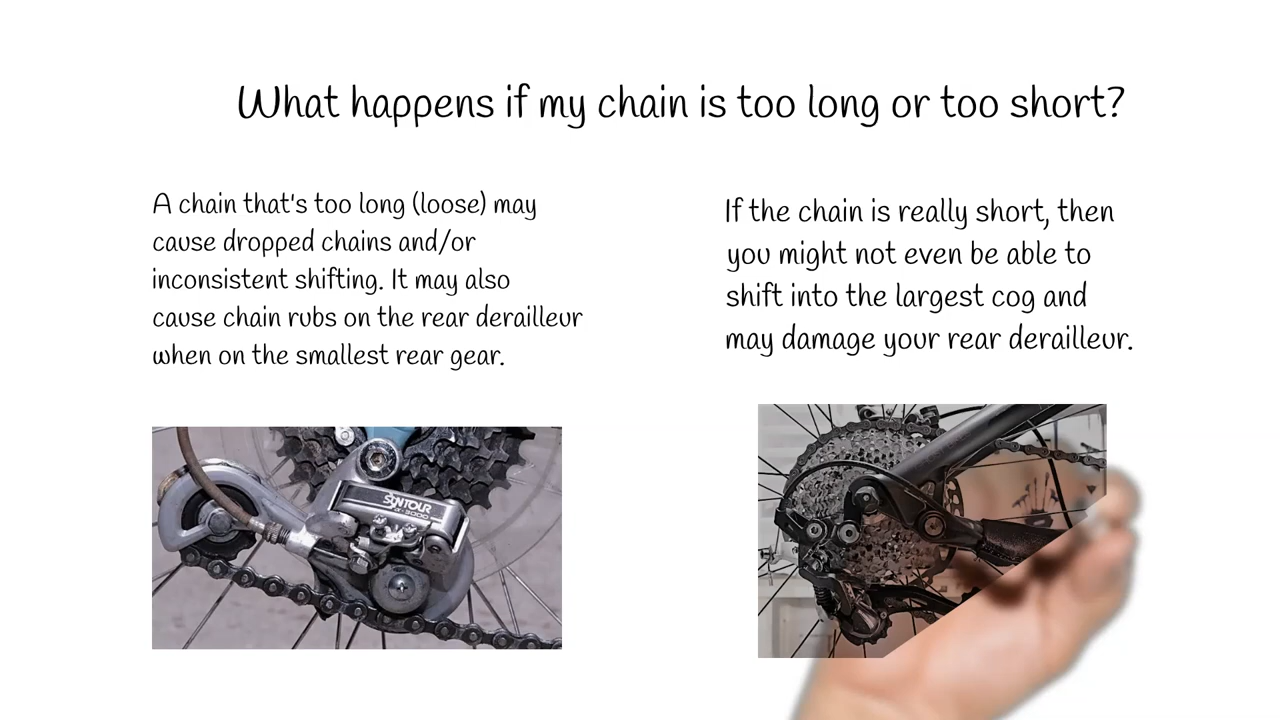 What happens if my chain is too long or too short?
A chain that's too long (loose) may
cause dropped chains and/or
inconsistent shifting. It may also
cause chain rubs on the rear derailleur
when on the smallest rear gear.
If the chain is really short, then
you might not even be able to
shift into the largest cog and
may damage your rear derailleur.
SUNTOUR